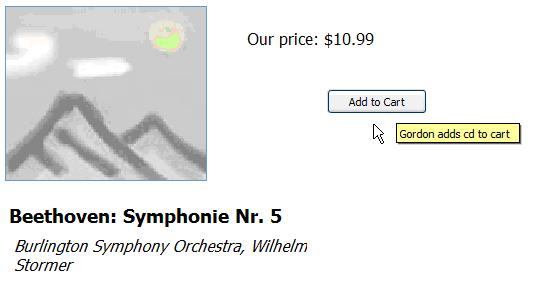 Our price: $10.99
Add to Cart
Gordon adds cd to cart
Beethoven: Symphonie Nr. 5
Burlington Symphony Orchestra, Wilhelm
Stormer